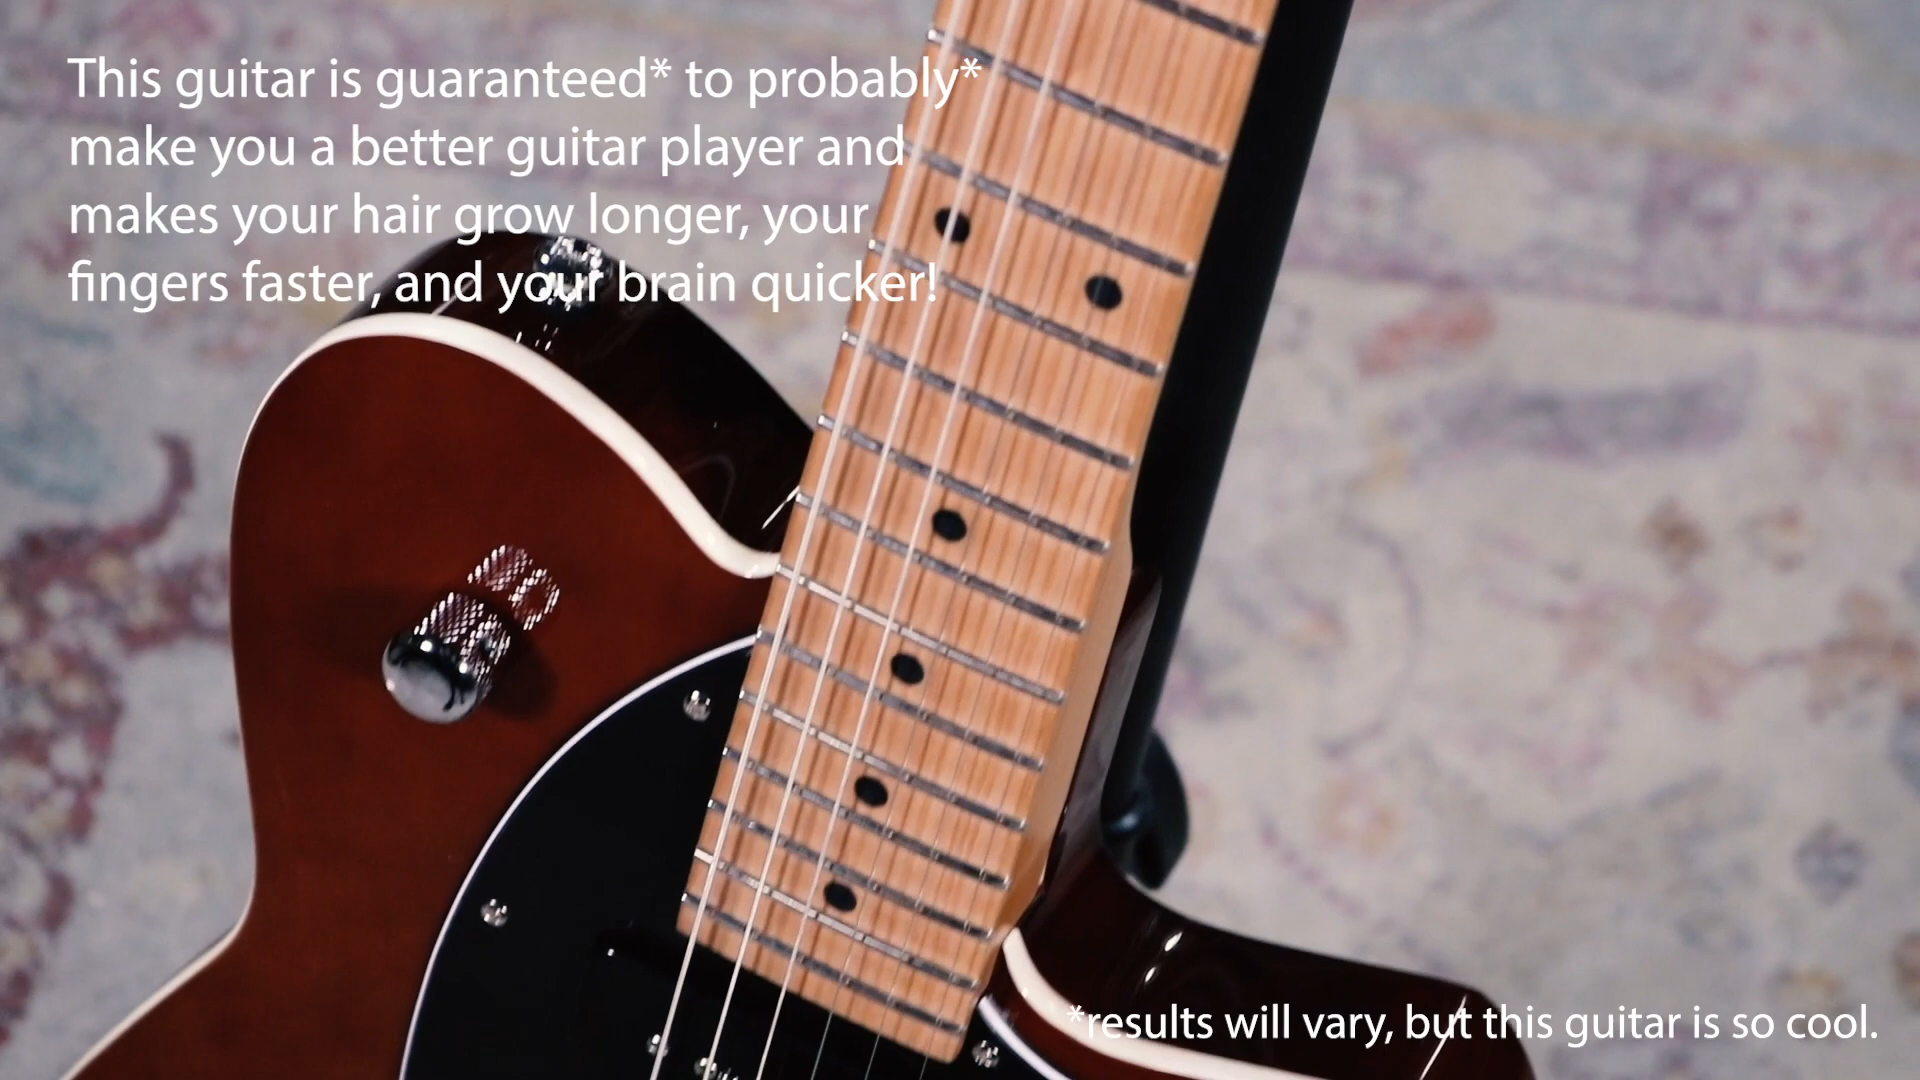 This guitar is guaranteed* to probably*
make you a better guitar player and
makes your hair grow longer, your
fingers faster, and your brain quicker!
*results will vary, but this guitar is so cool.